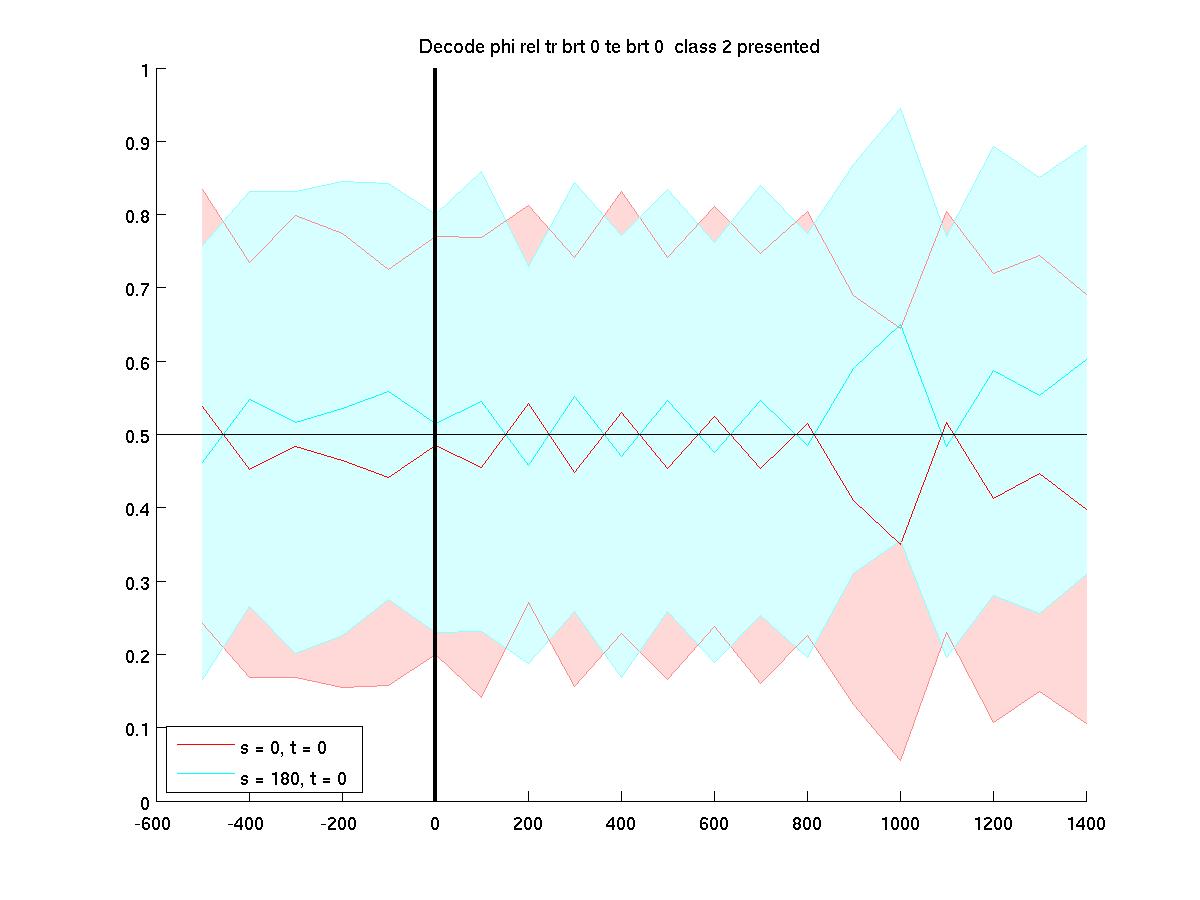 Decode phi rel tr brt 0 te brt 0  class 2 presented
1
0.9
0.8
0.7
0.6
0.5
0.4
0.3
0.2
0.1
0
s = 0, t = 0
s = 180, t = 0
-600 -400 -200 0 200 400 600 800 1000 1200 1400